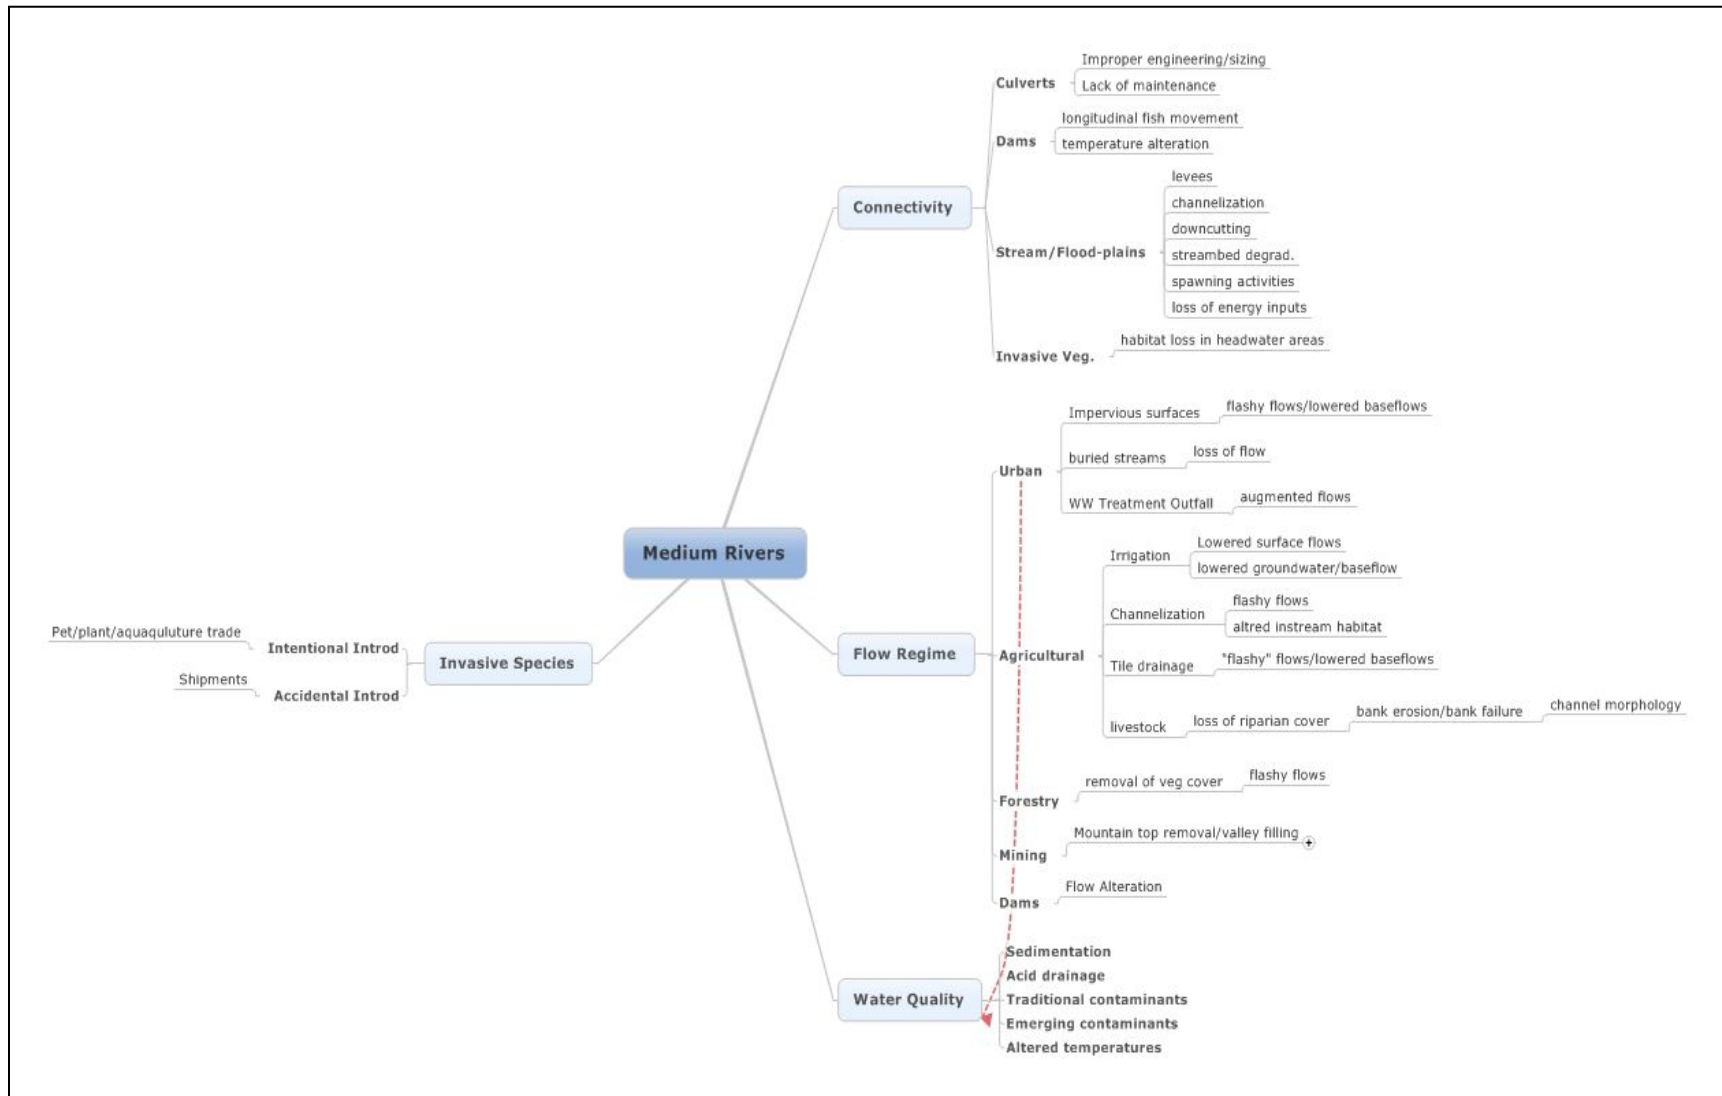 Medium Rivers
Connectivity
Culverts
Improper engineering/sizing
Lack of maintenance
Dams
longitudinal fish movement
temperature alteration
Stream/Flood-plains
levees
channelization
downcutting
streambed degrad.
spawning activities
loss of energy inputs
Invasive Veg.
habitat loss in headwater areas
Flow Regime
Urban
Impervious surfaces
flashy flows/lowered baseflows
buried streams
loss of flow
WW Treatment Outfall
augmented flows
Agricultural
Irrigation
Lowered surface flows
lowered groundwater/baseflow
Channelization
flashy flows
altred instream habitat
Tile drainage
"flashy" flows/lowered baseflows
livestock
loss of riparian cover
bank erosion/bank failure
channel morphology
Forestry
removal of veg cover
flashy flows
Mining
Mountain top removal/valley filling
Dams
Flow Alteration
Water Quality
Sedimentation
Acid drainage
Traditional contaminants
Emerging contaminants
Altered temperatures
Invasive Species
Intentional Introd
Pet/plant/aquaquluture trade
Accidental Introd
Shipments